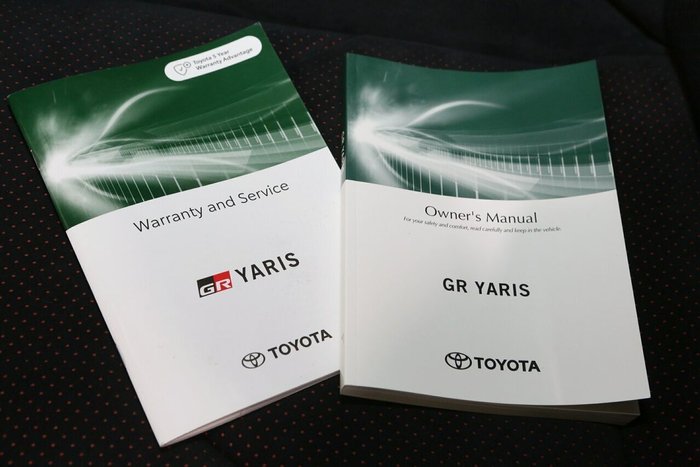 Toyota 5 Year
Warranty Advantage
Warranty and Service
GR YARIS
TOYOTA
Owner's Manual
For your safety and comfort, read carefully and keep in the vehicle.
GR YARIS
TOYOTA